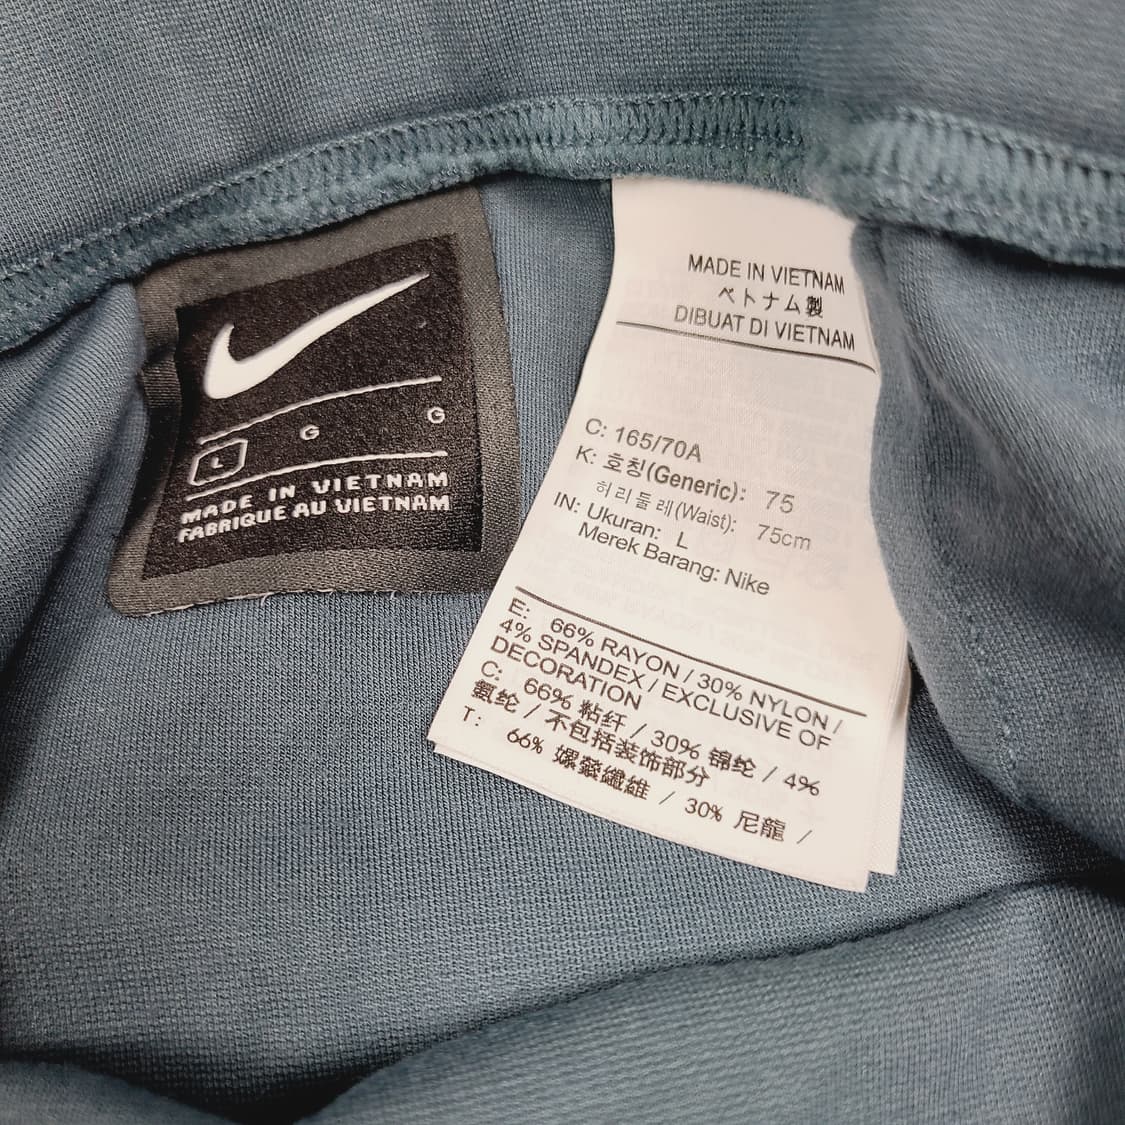 L G G
MADE IN VIETNAM
FABRIQUE AU VIETNAM
MADE IN VIETNAM
ベトナム製
DIBUAT DI VIETNAM
C: 165/70A
K: 호칭(Generic): 75
허리둘레(Waist): 75cm
IN: Ukuran: L
Merek Barang: Nike
E: 66% RAYON / 30% NYLON /
4% SPANDEX / EXCLUSIVE OF
DECORATION
C: 66% 粘纤 / 30% 锦纶 / 4%
氨纶 / 不包括装饰部分
T: 66% 嫘縈纖維 / 30% 尼龍 /